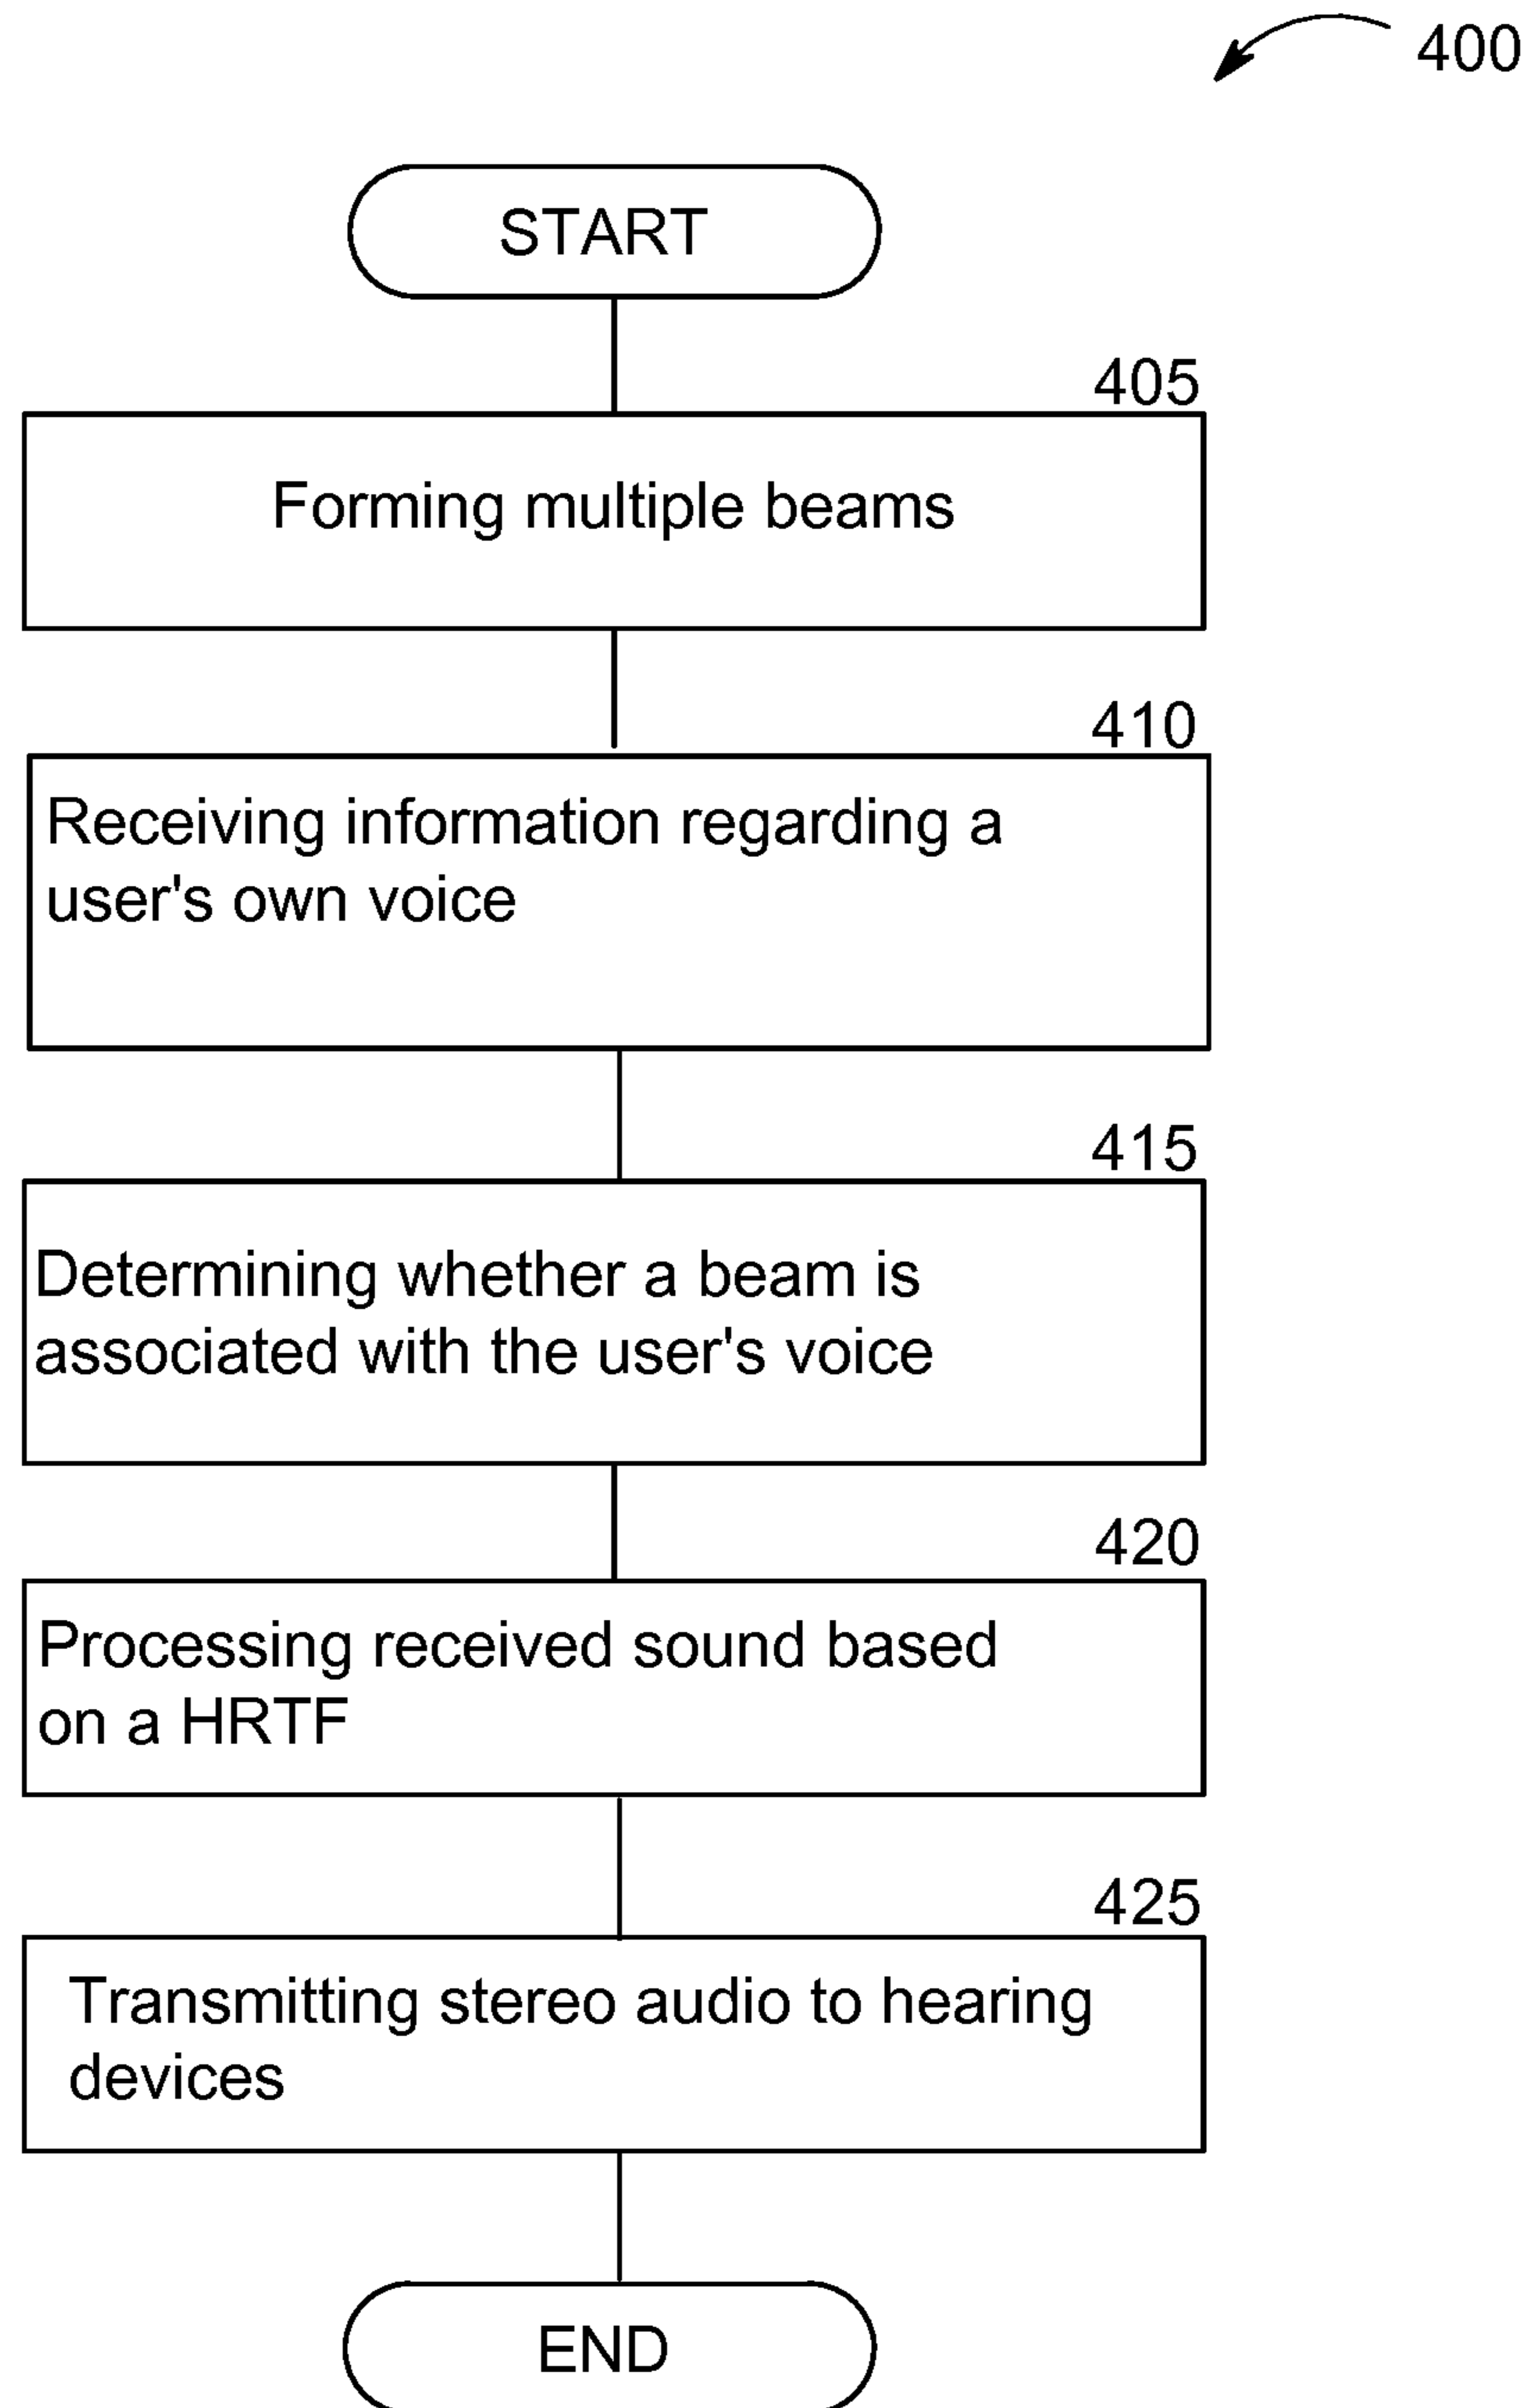 400
START
405
Forming multiple beams
410
Receiving information regarding a
user's own voice
415
Determining whether a beam is
associated with the user's voice
420
Processing received sound based
on a HRTF
425
Transmitting stereo audio to hearing
devices
END